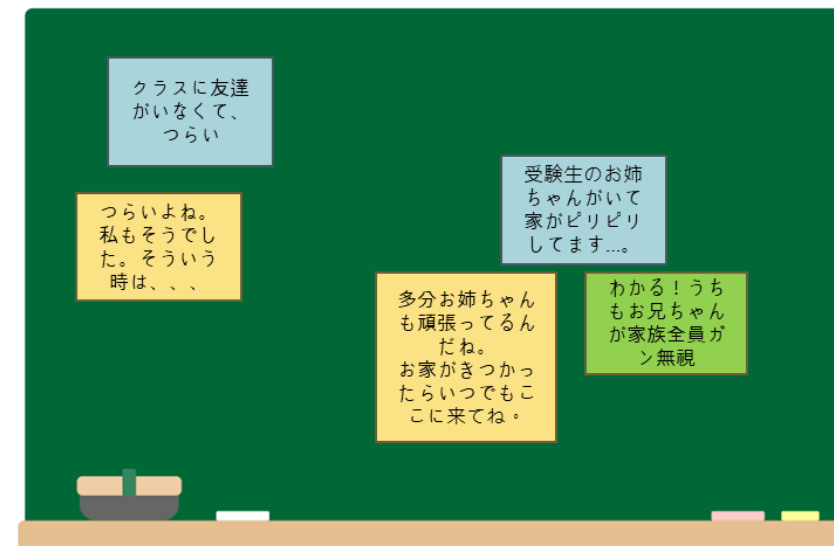 クラスに友達
がいなくて、
つらい
つらいよね。
私もそうでし
た。そういう
時は、、、
受験生のお姉
ちゃんがいて
家がピリピリ
してます…。
多分お姉ちゃん
も頑張ってるん
だね。
お家がきつかっ
たらいつでもこ
こに来てね。
わかる！うち
もお兄ちゃん
が家族全員ガ
ン無視